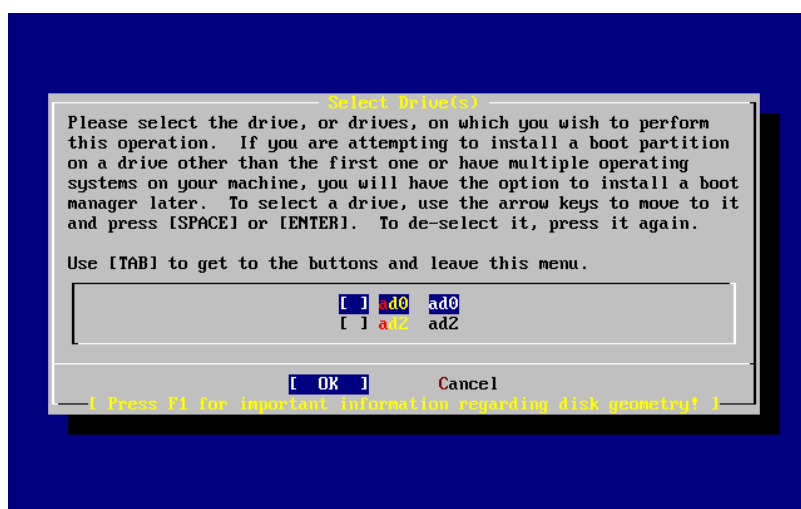 Select Drive(s)
Please select the drive, or drives, on which you wish to perform
this operation.  If you are attempting to install a boot partition
on a drive other than the first one or have multiple operating
systems on your machine, you will have the option to install a boot
manager later.  To select a drive, use the arrow keys to move to it
and press [SPACE] or [ENTER].  To de-select it, press it again.
Use [TAB] to get to the buttons and leave this menu.
[ ] ad0  ad0
[ ] ad2  ad2
[  OK  ]  Cancel
[ Press F1 for important information regarding disk geometry! ]